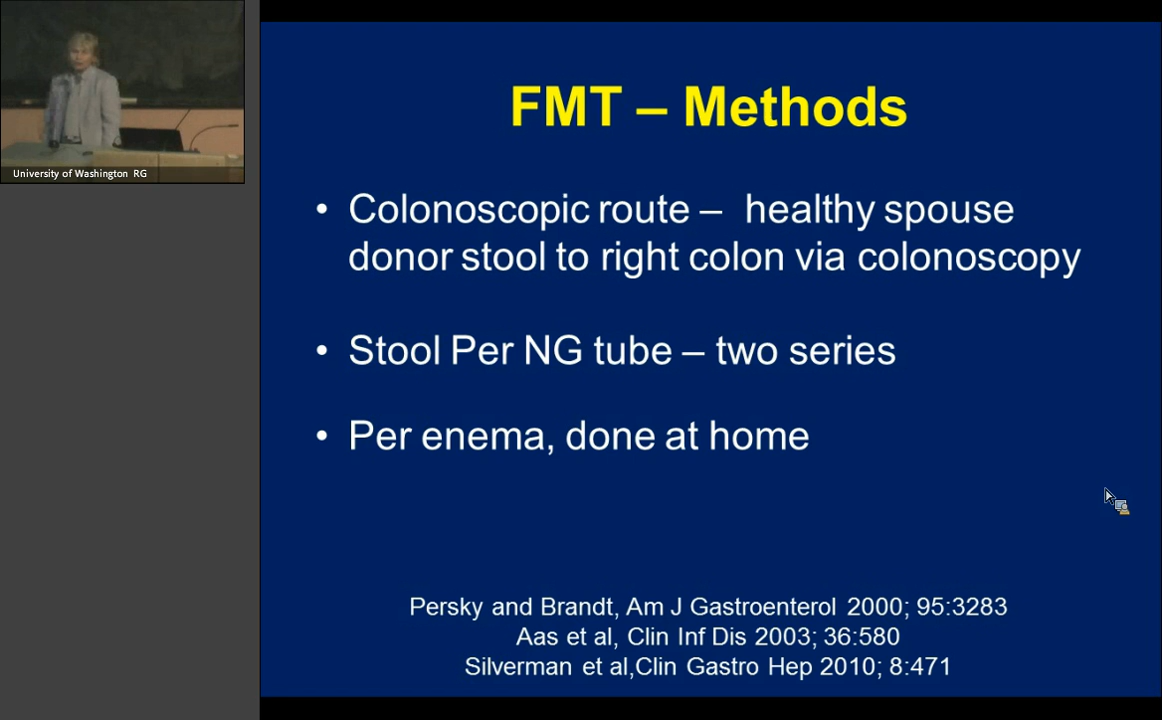 University of Washington RG
FMT – Methods
• Colonoscopic route – healthy spouse
donor stool to right colon via colonoscopy
• Stool Per NG tube – two series
• Per enema, done at home
Persky and Brandt, Am J Gastroenterol 2000; 95:3283
Aas et al, Clin Inf Dis 2003; 36:580
Silverman et al,Clin Gastro Hep 2010; 8:471